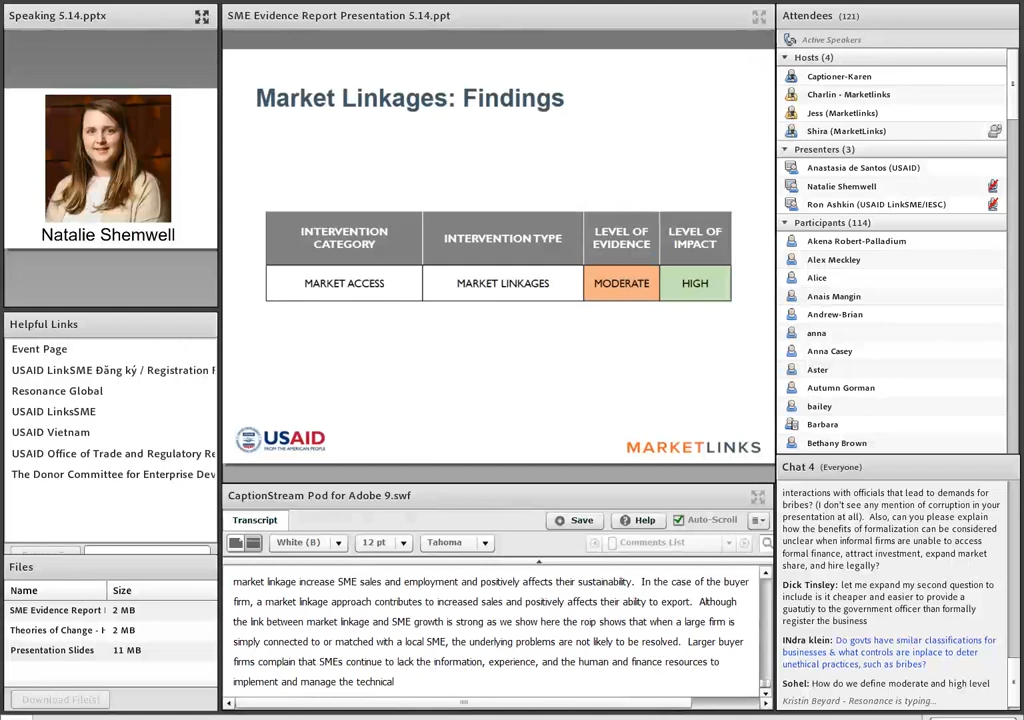 Speaking 5.14.pptx
Natalie Shemwell
Helpful Links
Event Page
USAID LinkSME Đăng ký / Registration F
Resonance Global
USAID LinksSME
USAID Vietnam
USAID Office of Trade and Regulatory Re
The Donor Committee for Enterprise Dev
Files
Name Size
SME Evidence Report 2 MB
Theories of Change - 2 MB
Presentation Slides 11 MB
Download File(s)
SME Evidence Report Presentation 5.14.ppt
Market Linkages: Findings
INTERVENTION CATEGORY INTERVENTION TYPE LEVEL OF EVIDENCE LEVEL OF IMPACT
MARKET ACCESS MARKET LINKAGES MODERATE HIGH
USAID
FROM THE AMERICAN PEOPLE
MARKETLINKS
CaptionStream Pod for Adobe 9.swf
Transcript Save Help Auto-Scroll
White (B) 12 pt Tahoma Comments List
market linkage increase SME sales and employment and positively affects their sustainability. In the case of the buyer
firm, a market linkage approach contributes to increased sales and positively affects their ability to export. Although
the link between market linkage and SME growth is strong as we show here the roip shows that when a large firm is
simply connected to or matched with a local SME, the underlying problems are not likely to be resolved. Larger buyer
firms complain that SMEs continue to lack the information, experience, and the human and finance resources to
implement and manage the technical
Attendees (121)
Active Speakers
Hosts (4)
Captioner-Karen
Charlin - Marketlinks
Jess (Marketlinks)
Shira (MarketLinks)
Presenters (3)
Anastasia de Santos (USAID)
Natalie Shemwell
Ron Ashkin (USAID LinkSME/IESC)
Participants (114)
Akena Robert-Palladium
Alex Meckley
Alice
Anais Mangin
Andrew-Brian
anna
Anna Casey
Aster
Autumn Gorman
bailey
Barbara
Bethany Brown
Chat 4 (Everyone)
interactions with officials that lead to demands for
bribes? (I don't see any mention of corruption in your
presentation at all). Also, can you please explain
how the benefits of formalization can be considered
unclear when informal firms are unable to access
formal finance, attract investment, expand market
share, and hire legally?
Dick Tinsley: let me expand my second question to
include is it cheaper and easier to provide a
guatutiy to the government officer than formally
register the business
INdra klein: Do govts have smilar classifications for
businesses & what controls are inplace to deter
unethical practices, such as bribes?
Sohel: How do we define moderate and high level
Kristin Beyard - Resonance is typing...